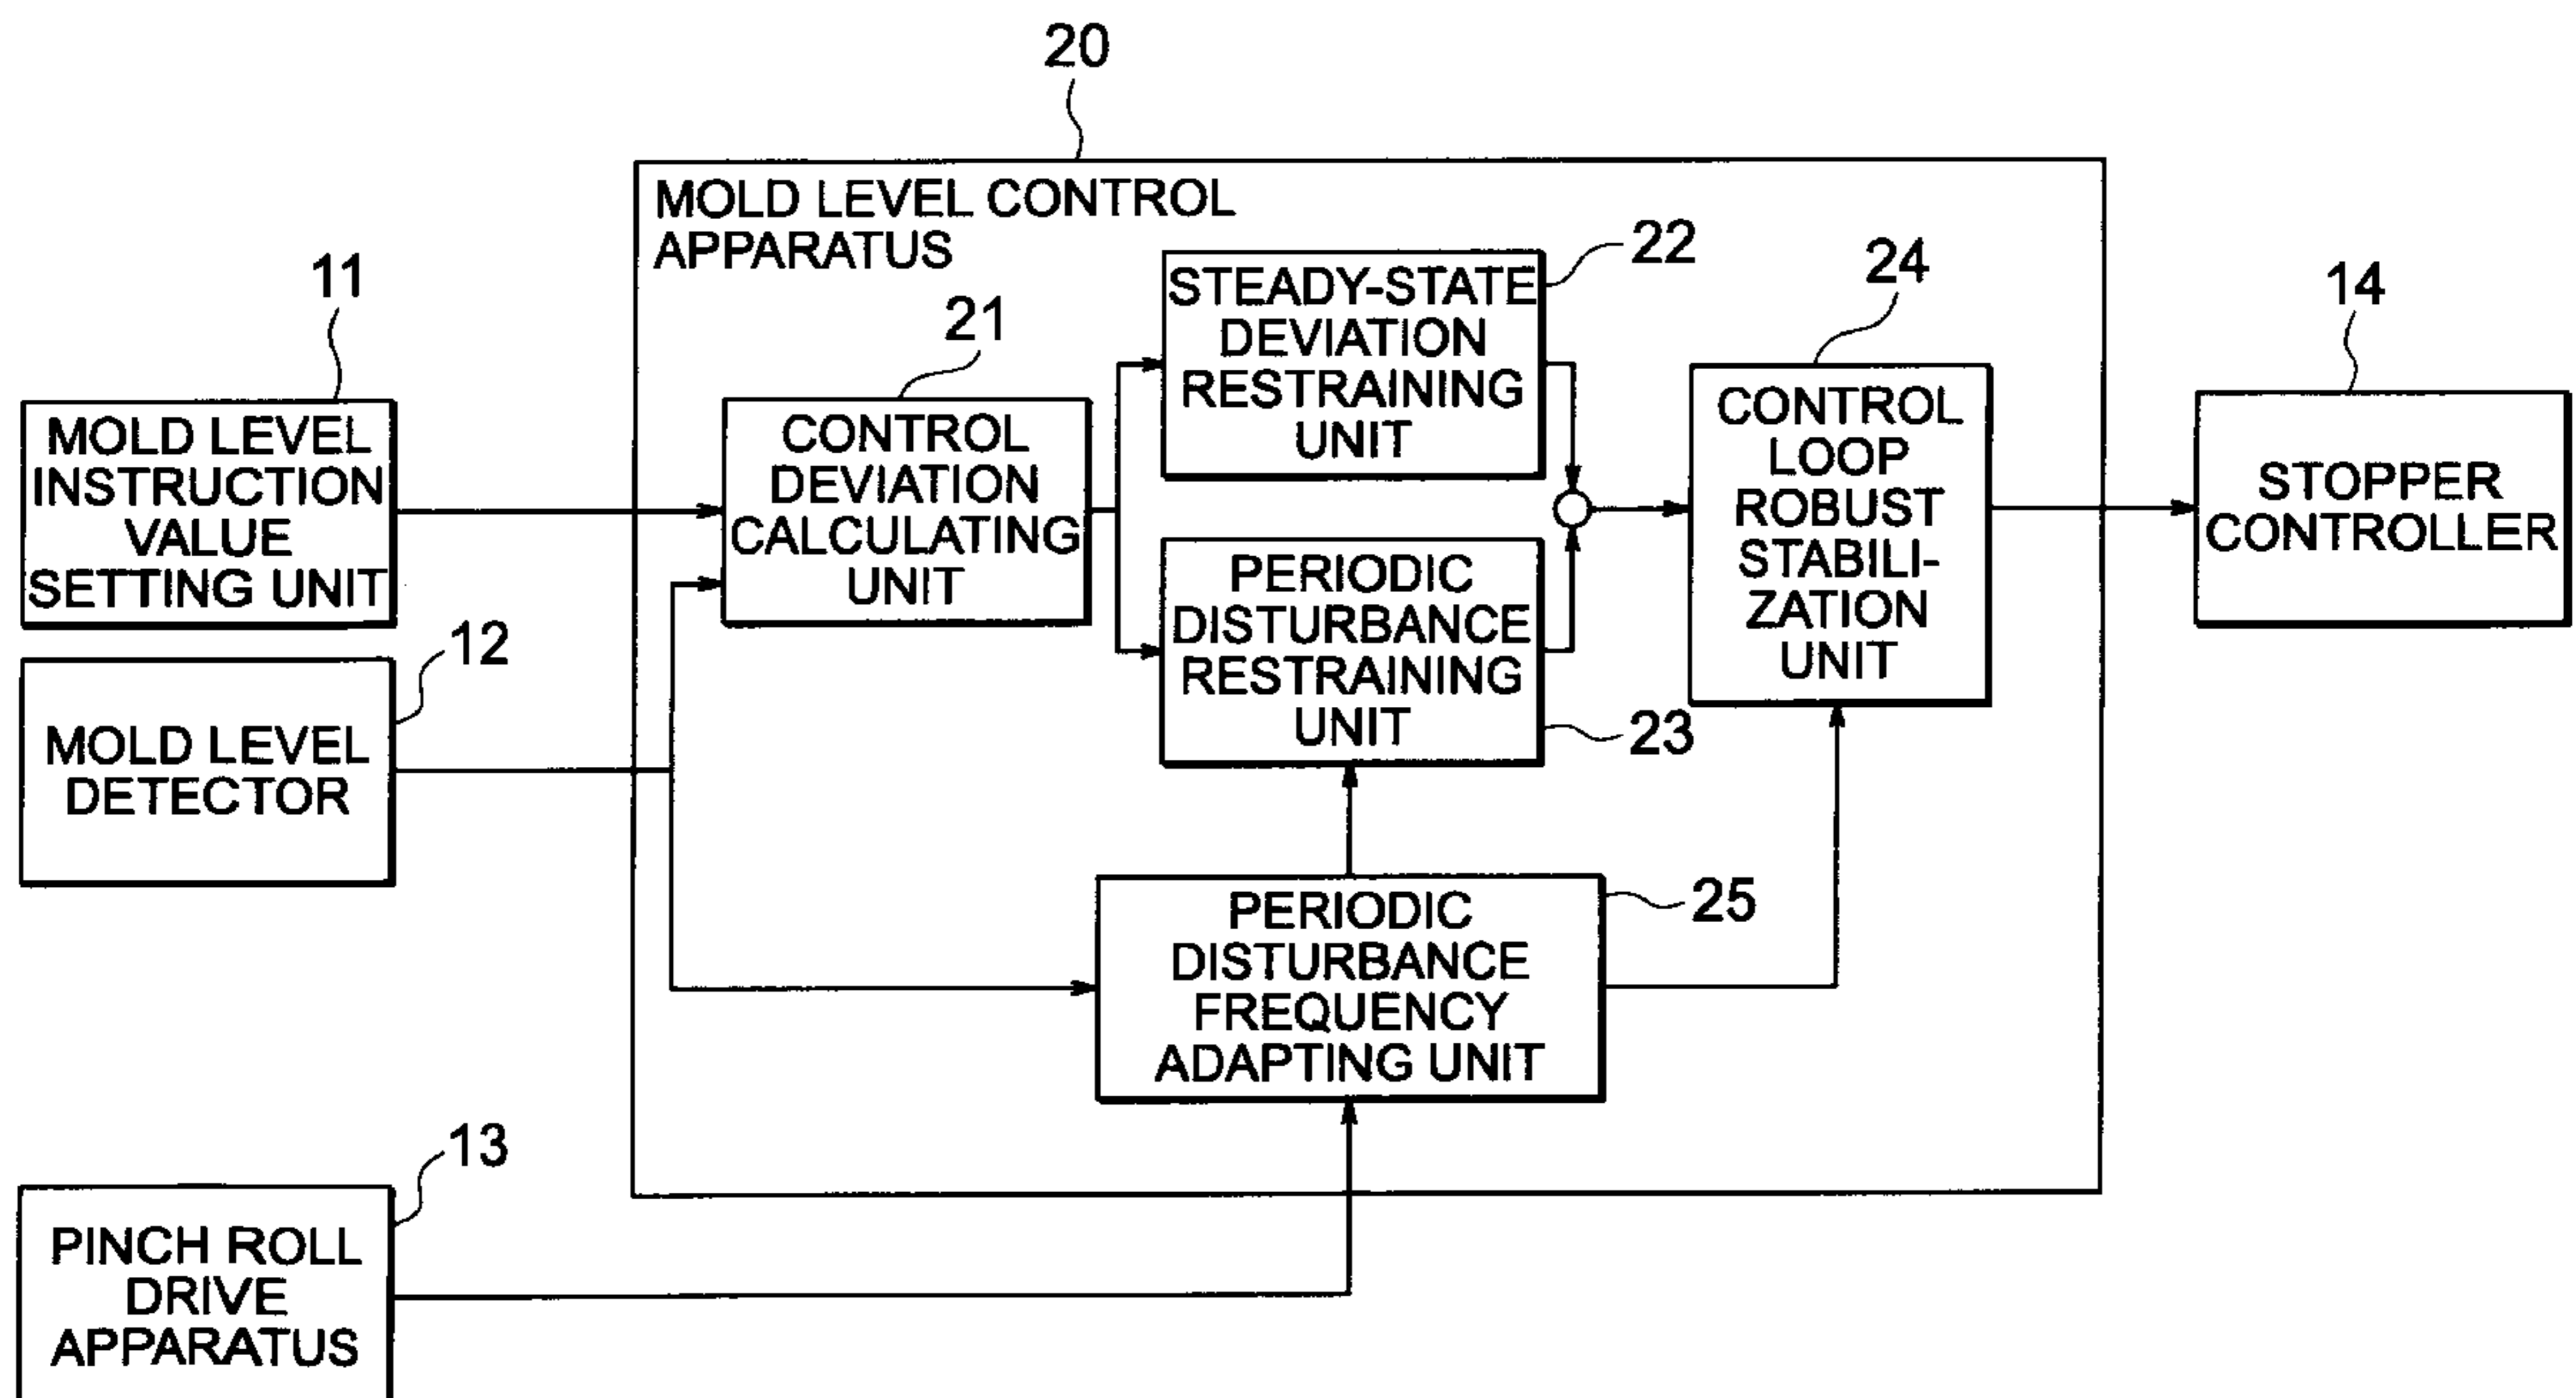 20
MOLD LEVEL CONTROL
APPARATUS
11
MOLD LEVEL
INSTRUCTION
VALUE
SETTING UNIT
12
MOLD LEVEL
DETECTOR
13
PINCH ROLL
DRIVE
APPARATUS
21
CONTROL
DEVIATION
CALCULATING
UNIT
22
STEADY-STATE
DEVIATION
RESTRAINING
UNIT
PERIODIC
DISTURBANCE
RESTRAINING
UNIT
23
24
CONTROL
LOOP
ROBUST
STABILI-
ZATION
UNIT
25
PERIODIC
DISTURBANCE
FREQUENCY
ADAPTING UNIT
14
STOPPER
CONTROLLER